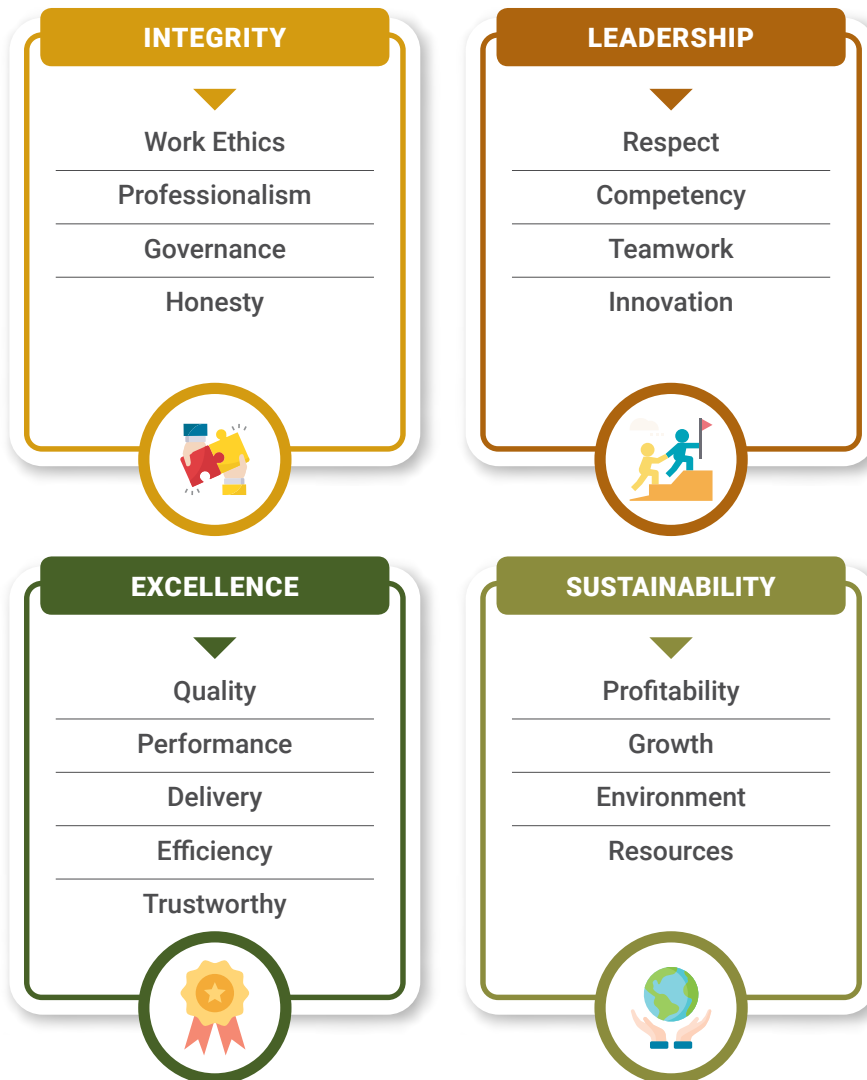 INTEGRITY
Work Ethics
Professionalism
Governance
Honesty
LEADERSHIP
Respect
Competency
Teamwork
Innovation
EXCELLENCE
Quality
Performance
Delivery
Efficiency
Trustworthy
SUSTAINABILITY
Profitability
Growth
Environment
Resources